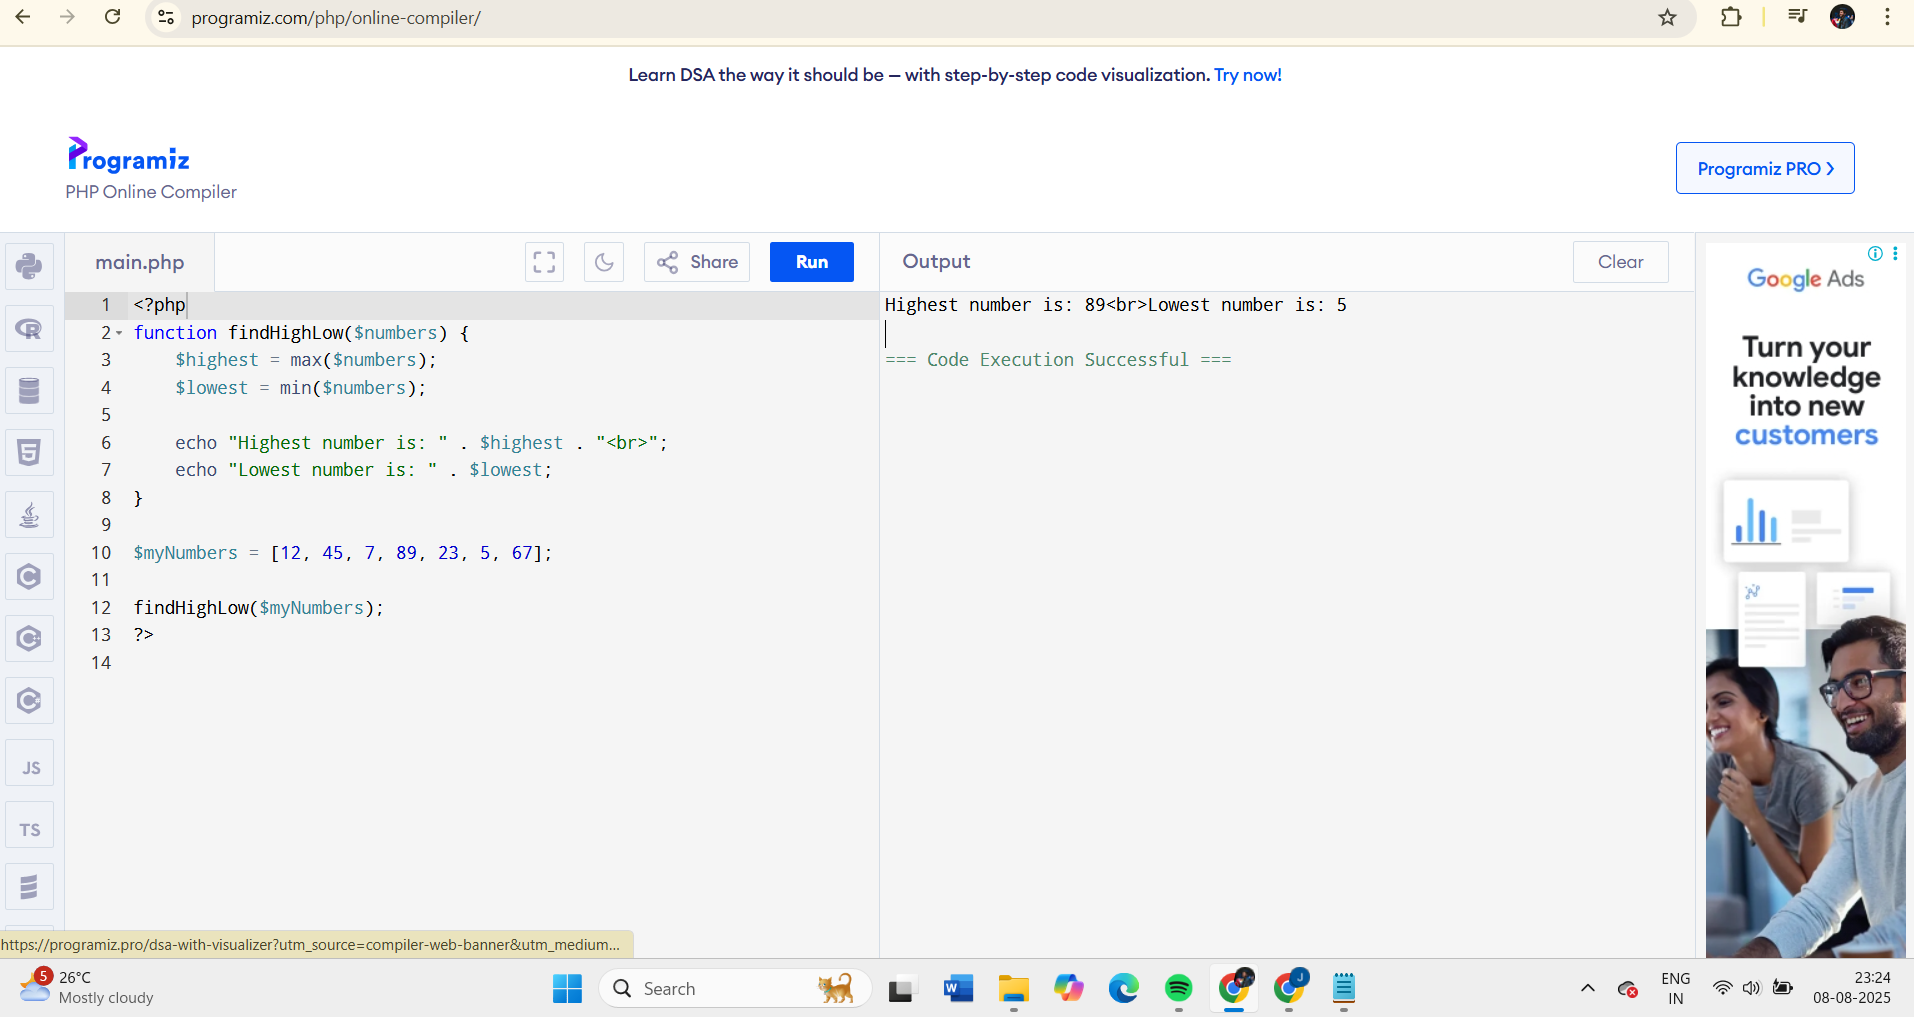 programiz.com/php/online-compiler/
Learn DSA the way it should be — with step-by-step code visualization. Try now!
Programiz
PHP Online Compiler
Programiz PRO
main.php
Share
Run
Output
Clear
1 <?php
2 function findHighLow($numbers) {
3 $highest = max($numbers);
4 $lowest = min($numbers);
5
6 echo "Highest number is: " . $highest . "<br>";
7 echo "Lowest number is: " . $lowest;
8 }
9
10 $myNumbers = [12, 45, 7, 89, 23, 5, 67];
11
12 findHighLow($myNumbers);
13 ?>
14
Highest number is: 89<br>Lowest number is: 5
=== Code Execution Successful ===
JS
TS
Google Ads
Turn your
knowledge
into new
customers
https://programiz.pro/dsa-with-visualizer?utm_source=compiler-web-banner&utm_medium...
5
26°C
Mostly cloudy
Search
W
J
ENG
IN
23:24
08-08-2025